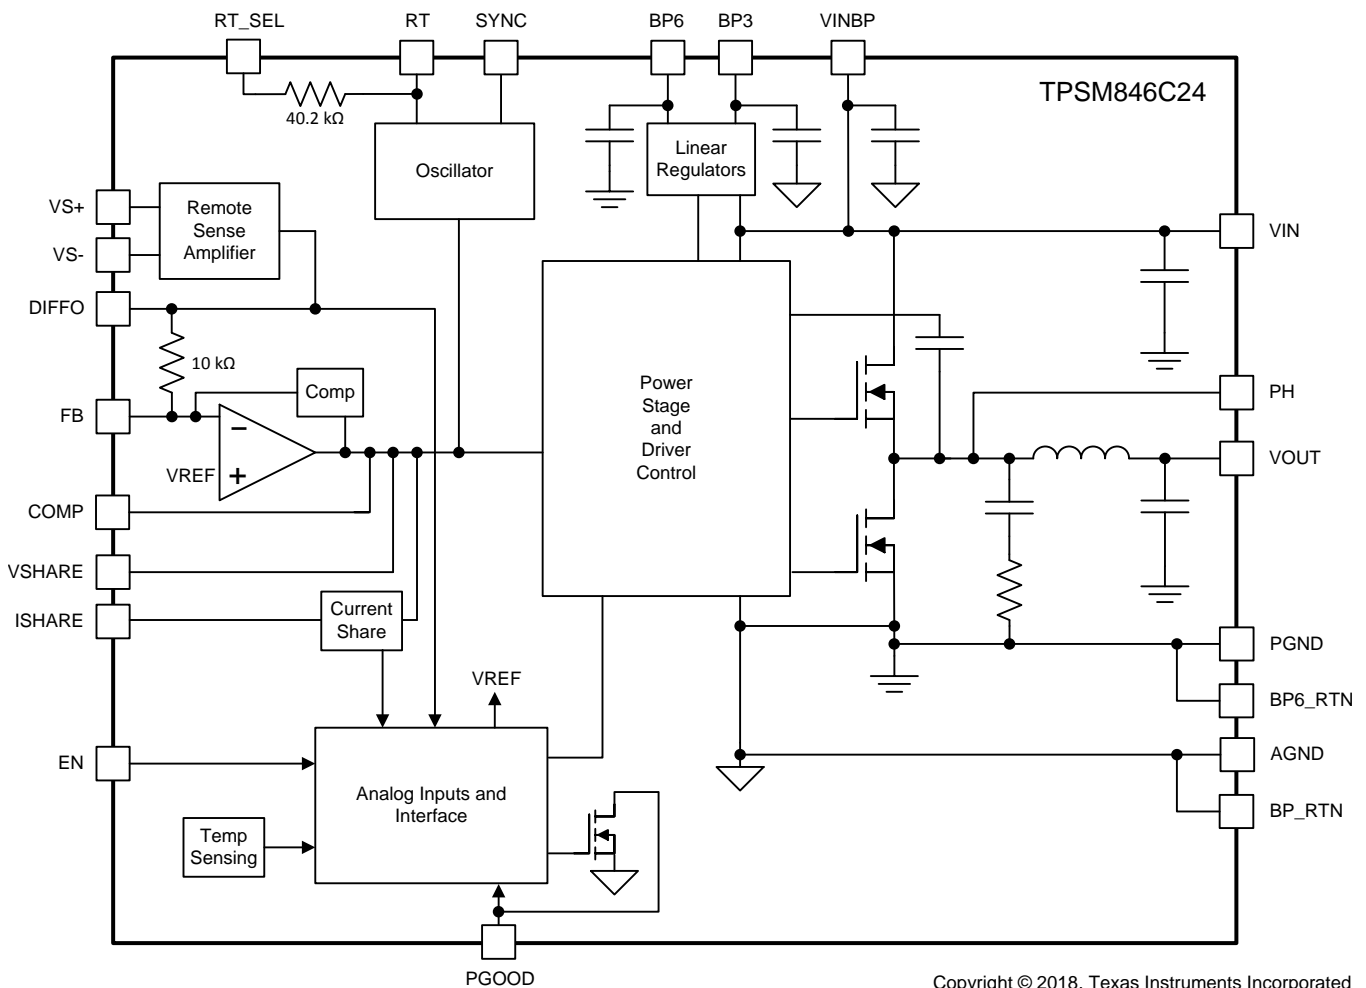 RT_SEL
RT
SYNC
BP6
BP3
VINBP
TPSM846C24
40.2 kΩ
Oscillator
Linear
Regulators
VS+
VS-
Remote
Sense
Amplifier
VIN
DIFFO
10 kΩ
Comp
FB
VREF
Power
Stage
and
Driver
Control
PH
VOUT
COMP
VSHARE
ISHARE
Current
Share
PGND
VREF
BP6_RTN
EN
AGND
Analog Inputs and
Interface
BP_RTN
Temp
Sensing
PGOOD
Copyright © 2018, Texas Instruments Incorporated